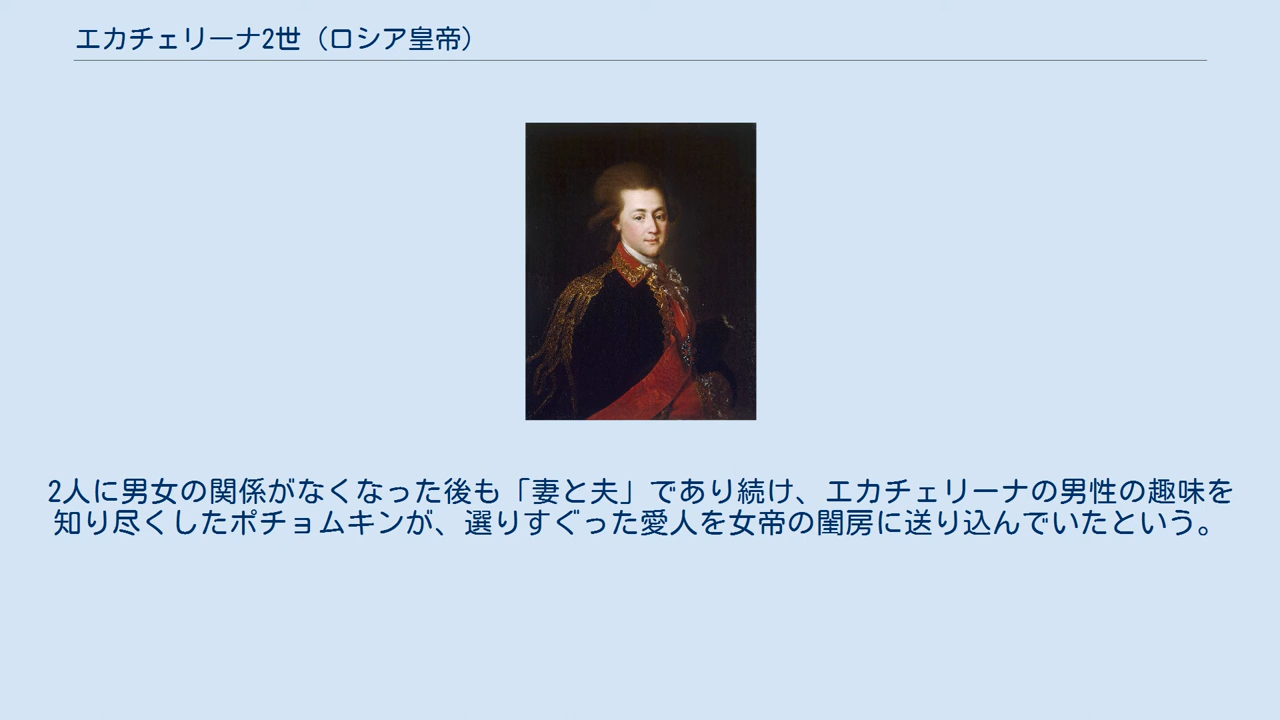 エカチェリーナ2世（ロシア皇帝）
2人に男女の関係がなくなった後も「妻と夫」であり続け、エカチェリーナの男性の趣味を
知り尽くしたポチョムキンが、選りすぐった愛人を女帝の閨房に送り込んでいたという。